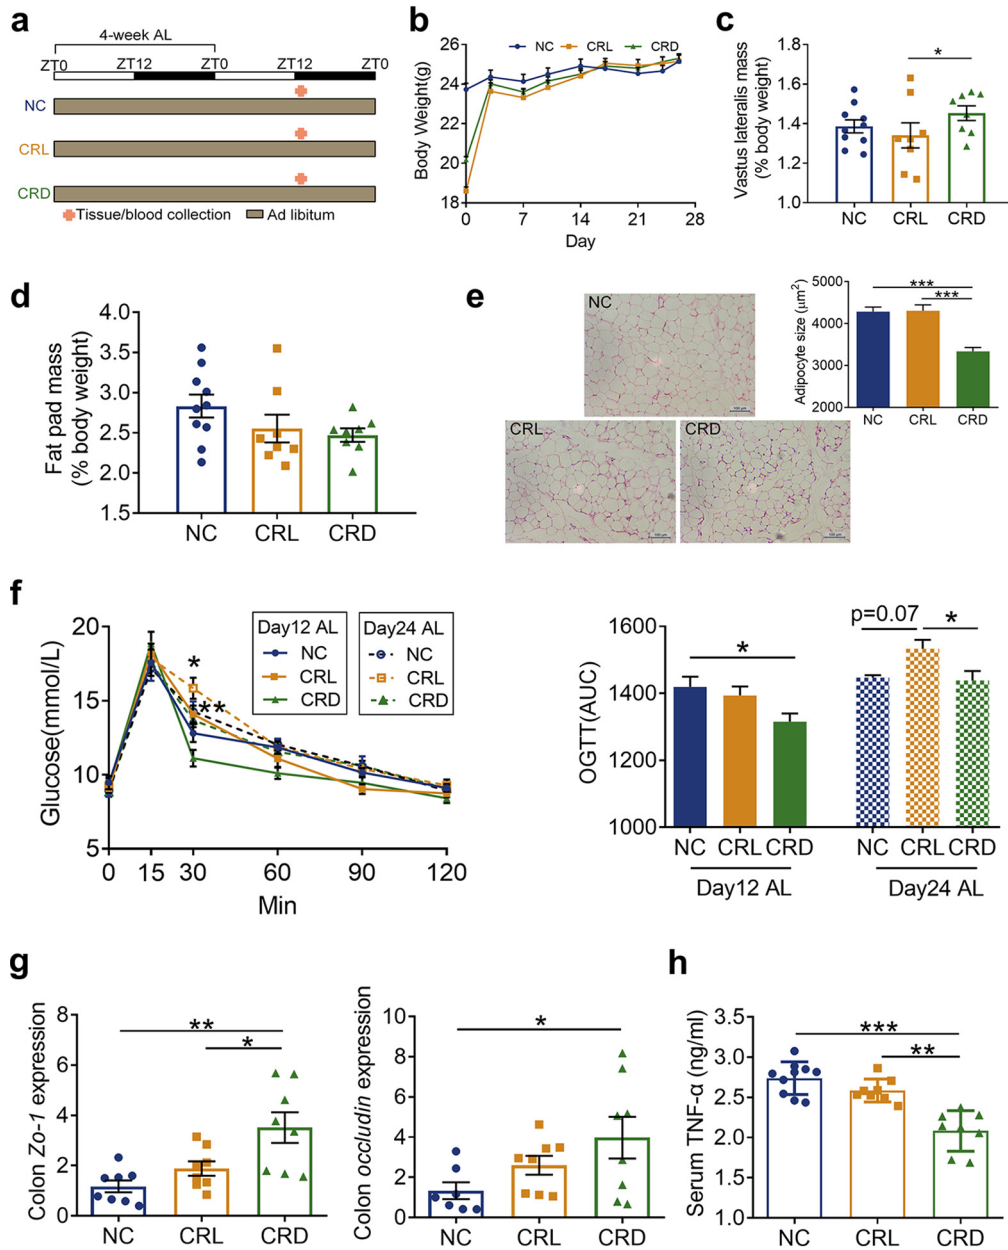 a
4-week AL
ZT0 ZT12 ZT0 ZT12 ZT0
NC
CRL
CRD
Tissue/blood collection Ad libitum
b
NC CRL CRD
Body Weight(g)
26
24
22
20
18
0 7 14 21 28
Day
c
Vastus lateralis mass
(% body weight)
1.8
1.6
1.4
1.2
1.0
*
NC CRL CRD
d
Fat pad mass
(% body weight)
4.0
3.5
3.0
2.5
2.0
1.5
NC CRL CRD
e
NC
100 μm
CRL
100 μm
CRD
100 μm
Adipocyte size (μm²)
5000
4000
3000
2000
***
***
NC CRL CRD
f
Glucose(mmol/L)
20
15
10
5
0 15 30 60 90 120
Min
*
**
Day12 AL
NC
CRL
CRD
Day24 AL
NC
CRL
CRD
OGTT(AUC)
1600
1400
1200
1000
*
p=0.07 *
NC CRL CRD NC CRL CRD
Day12 AL Day24 AL
g
Colon Zo-1 expression
8
6
4
2
0
**
*
NC CRL CRD
Colon occludin expression
10
8
6
4
2
0
*
NC CRL CRD
h
Serum TNF-α (ng/ml)
3.5
3.0
2.5
2.0
1.5
1.0
***
**
NC CRL CRD